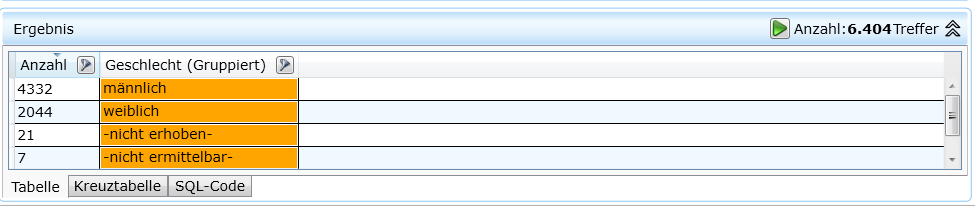 Ergebnis Anzahl:6.404Treffer
Anzahl Geschlecht (Gruppiert)
4332 männlich
2044 weiblich
21 -nicht erhoben-
7 -nicht ermittelbar-
Tabelle Kreuztabelle SQL-Code